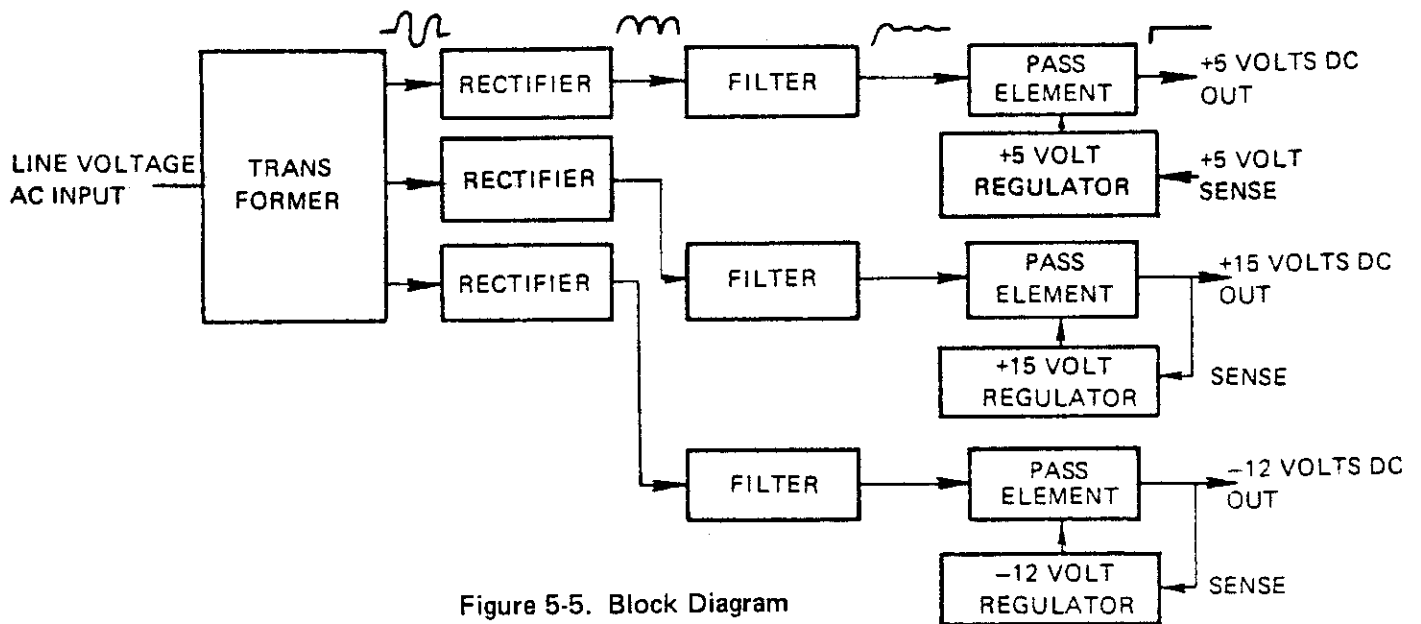 RECTIFIER
FILTER
PASS
ELEMENT
+5 VOLTS DC
OUT
LINE VOLTAGE
AC INPUT
TRANS
FORMER
RECTIFIER
+5 VOLT
REGULATOR
+5 VOLT
SENSE
RECTIFIER
FILTER
PASS
ELEMENT
+15 VOLTS DC
OUT
+15 VOLT
REGULATOR
SENSE
FILTER
PASS
ELEMENT
-12 VOLTS DC
OUT
-12 VOLT
REGULATOR
SENSE
Figure 5-5. Block Diagram